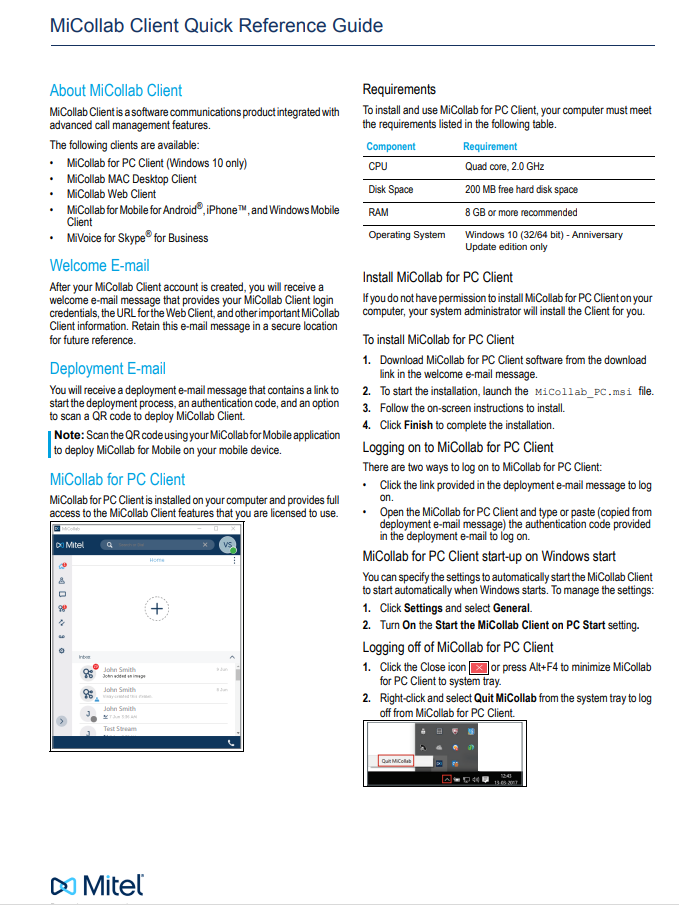 MiCollab Client Quick Reference Guide
About MiCollab Client
MiCollab Client is a software communications product integrated with
advanced call management features.
The following clients are available:
• MiCollab for PC Client (Windows 10 only)
• MiCollab MAC Desktop Client
• MiCollab Web Client
• MiCollab for Mobile for Android®, iPhone™, and Windows Mobile
Client
• MiVoice for Skype® for Business
Welcome E-mail
After your MiCollab Client account is created, you will receive a
welcome e-mail message that provides your MiCollab Client login
credentials, the URL for the Web Client, and other important MiCollab
Client information. Retain this e-mail message in a secure location
for future reference.
Deployment E-mail
You will receive a deployment e-mail message that contains a link to
start the deployment process, an authentication code, and an option
to scan a QR code to deploy MiCollab Client.
Note: Scan the QR code using your MiCollab for Mobile application
to deploy MiCollab for Mobile on your mobile device.
MiCollab for PC Client
MiCollab for PC Client is installed on your computer and provides full
access to the MiCollab Client features that you are licensed to use.
MiCollab
Mitel
VS
Home
Inbox
John Smith
8 Jun
John added an image
John Smith
8 Jun
J
John Smith
7 Jun
J
Test Stream
Requirements
To install and use MiCollab for PC Client, your computer must meet
the requirements listed in the following table.
Component Requirement
CPU Quad core, 2.0 GHz
Disk Space 200 MB free hard disk space
RAM 8 GB or more recommended
Operating System Windows 10 (32/64 bit) - Anniversary
Update edition only
Install MiCollab for PC Client
If you do not have permission to install MiCollab for PC Client on your
computer, your system administrator will install the Client for you.
To install MiCollab for PC Client
1. Download MiCollab for PC Client software from the download
link in the welcome e-mail message.
2. To start the installation, launch the MiCollab_PC.msi file.
3. Follow the on-screen instructions to install.
4. Click Finish to complete the installation.
Logging on to MiCollab for PC Client
There are two ways to log on to MiCollab for PC Client:
• Click the link provided in the deployment e-mail message to log
on.
• Open the MiCollab for PC Client and type or paste (copied from
deployment e-mail message) the authentication code provided
in the deployment e-mail to log on.
MiCollab for PC Client start-up on Windows start
You can specify the settings to automatically start the MiCollab Client
to start automatically when Windows starts. To manage the settings:
1. Click Settings and select General.
2. Turn On the Start the MiCollab Client on PC Start setting.
Logging off of MiCollab for PC Client
1. Click the Close icon or press Alt+F4 to minimize MiCollab
for PC Client to system tray.
2. Right-click and select Quit MiCollab from the system tray to log
off from MiCollab for PC Client.
Quit MiCollab
12:43
13-03-2017
Mitel